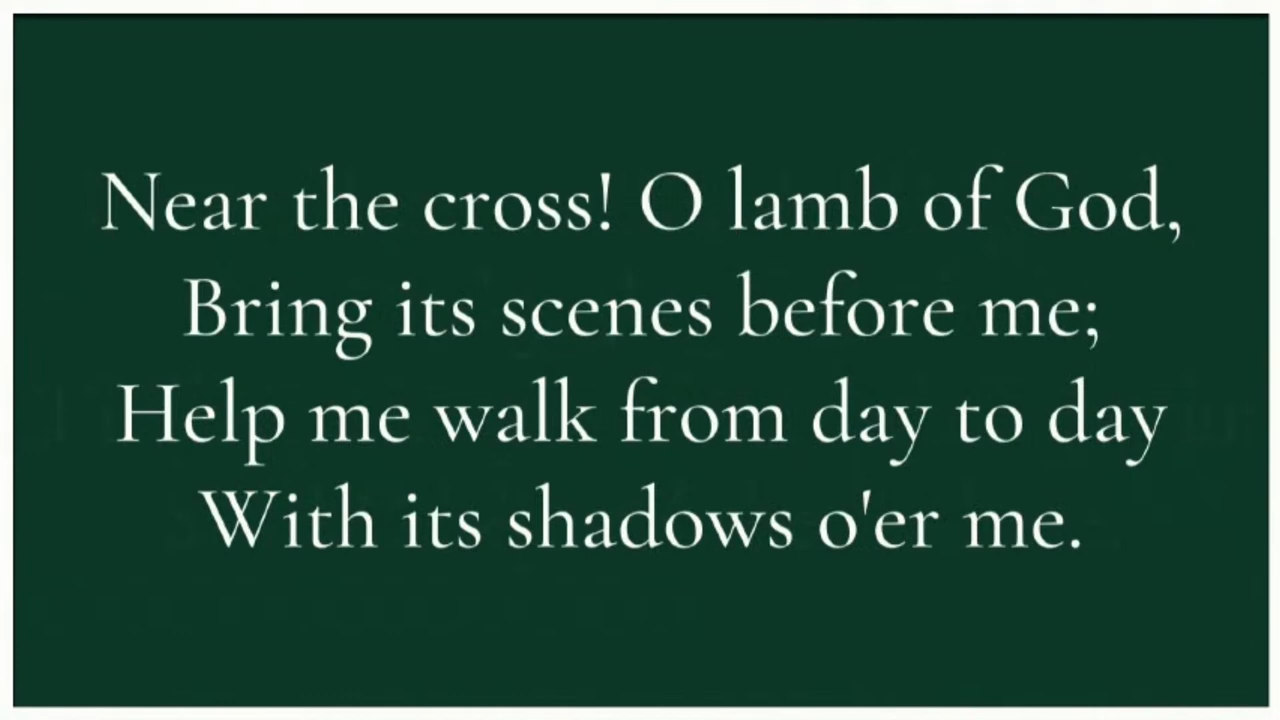 Near the cross! O lamb of God,
Bring its scenes before me;
Help me walk from day to day
With its shadows o'er me.